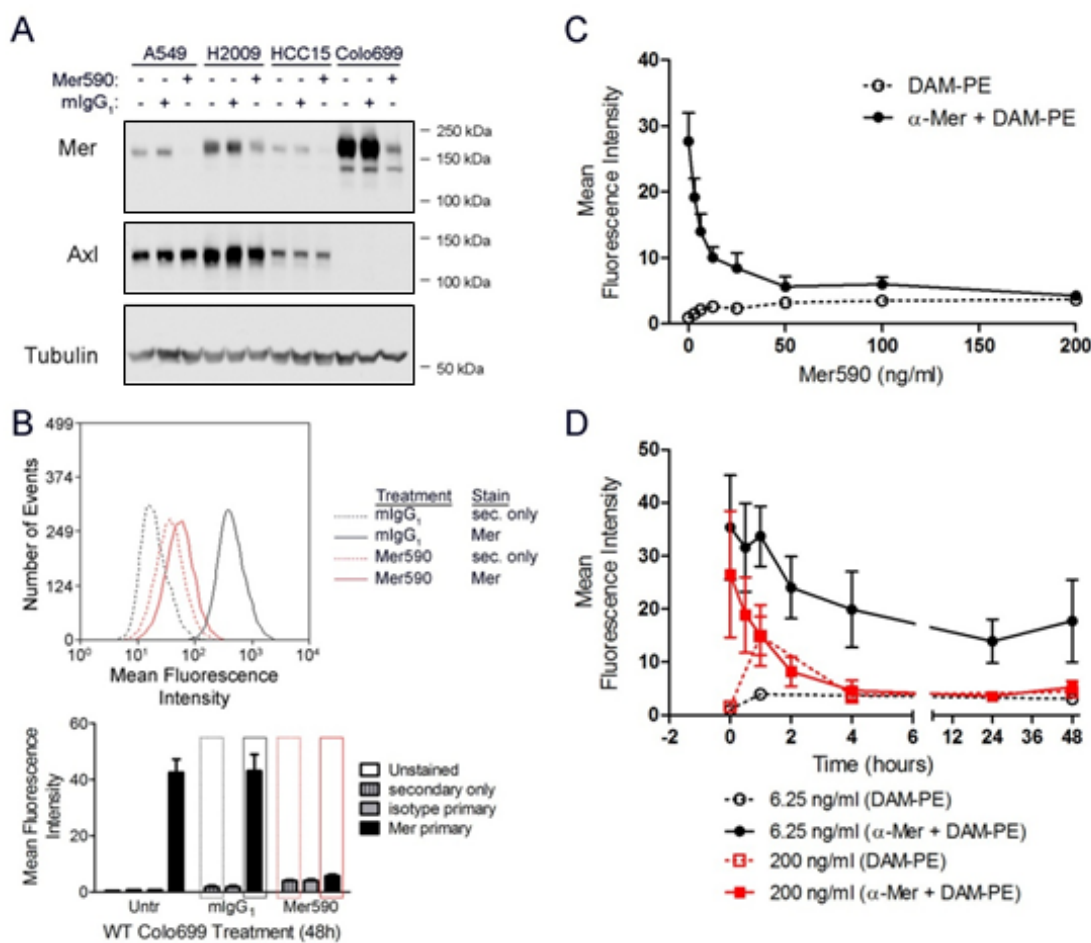 A
A549 H2009 HCC15 Colo699
Mer590: - - + - - + - - + - - +
mIgG1: - + - - + - - + - - + -
Mer
250 kDa
150 kDa
100 kDa
Axl
150 kDa
100 kDa
Tubulin
50 kDa
B
Number of Events
499
374
249
124
0
10⁰ 10¹ 10² 10³ 10⁴
Mean Fluorescence
Intensity
Treatment Stain
mIgG1 sec. only
mIgG1 Mer
Mer590 sec. only
Mer590 Mer
Mean Fluorescence
Intensity
60
40
20
0
Untr mIgG1 Mer590
WT Colo699 Treatment (48h)
Unstained
secondary only
isotype primary
Mer primary
C
Mean
Fluorescence Intensity
40
30
20
10
0
0 50 100 150 200
Mer590 (ng/ml)
DAM-PE
α-Mer + DAM-PE
D
Mean
Fluorescence Intensity
50
40
30
20
10
0
-2 0 2 4 6 12 24 36 48
Time (hours)
6.25 ng/ml (DAM-PE)
6.25 ng/ml (α-Mer + DAM-PE)
200 ng/ml (DAM-PE)
200 ng/ml (α-Mer + DAM-PE)